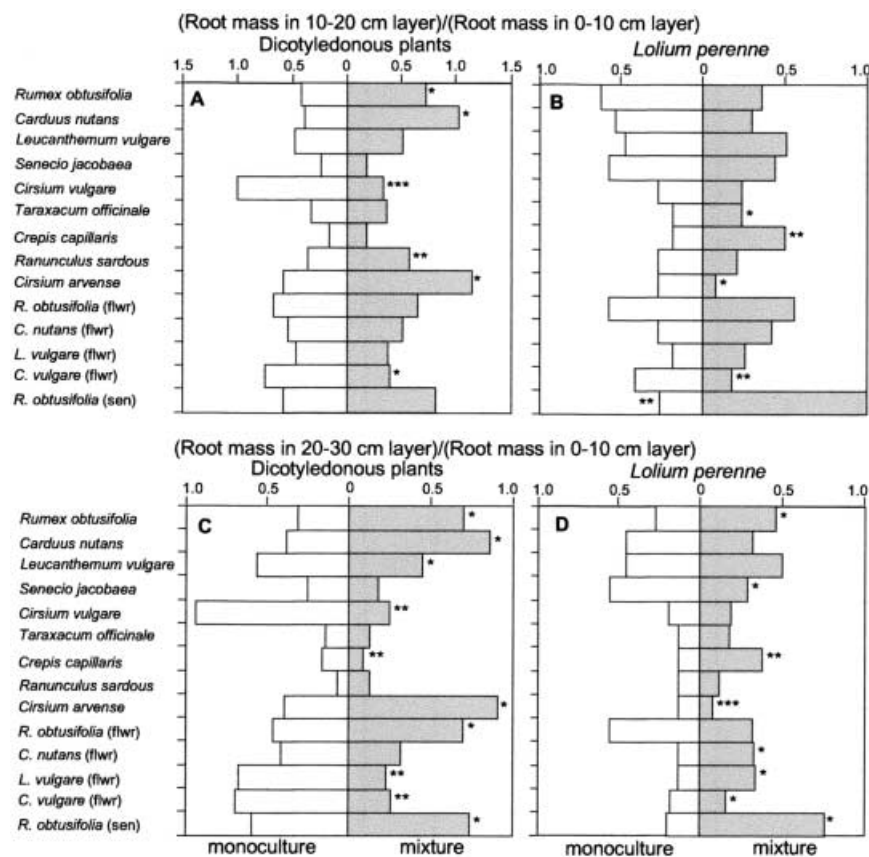 (Root mass in 10-20 cm layer)/(Root mass in 0-10 cm layer)
Dicotyledonous plants
Lolium perenne
1.5 1.0 0.5 0 0.5 1.0 1.5
1.0 0.5 0 0.5 1.0
A
B
Rumex obtusifolia
*
Carduus nutans
*
Leucanthemum vulgare
Senecio jacobaea
Cirsium vulgare
***
Taraxacum officinale
*
Crepis capillaris
**
Ranunculus sardous
**
Cirsium arvense
* *
R. obtusifolia (flwr)
C. nutans (flwr)
L. vulgare (flwr)
C. vulgare (flwr)
* **
R. obtusifolia (sen)
**
(Root mass in 20-30 cm layer)/(Root mass in 0-10 cm layer)
Dicotyledonous plants
Lolium perenne
1.0 0.5 0 0.5 1.0
1.0 0.5 0 0.5 1.0
C
D
Rumex obtusifolia
* *
Carduus nutans
*
Leucanthemum vulgare
*
Senecio jacobaea
*
Cirsium vulgare
**
Taraxacum officinale
Crepis capillaris
** **
Ranunculus sardous
Cirsium arvense
* ***
R. obtusifolia (flwr)
*
C. nutans (flwr)
*
L. vulgare (flwr)
** *
C. vulgare (flwr)
** *
R. obtusifolia (sen)
* *
monoculture mixture
monoculture mixture